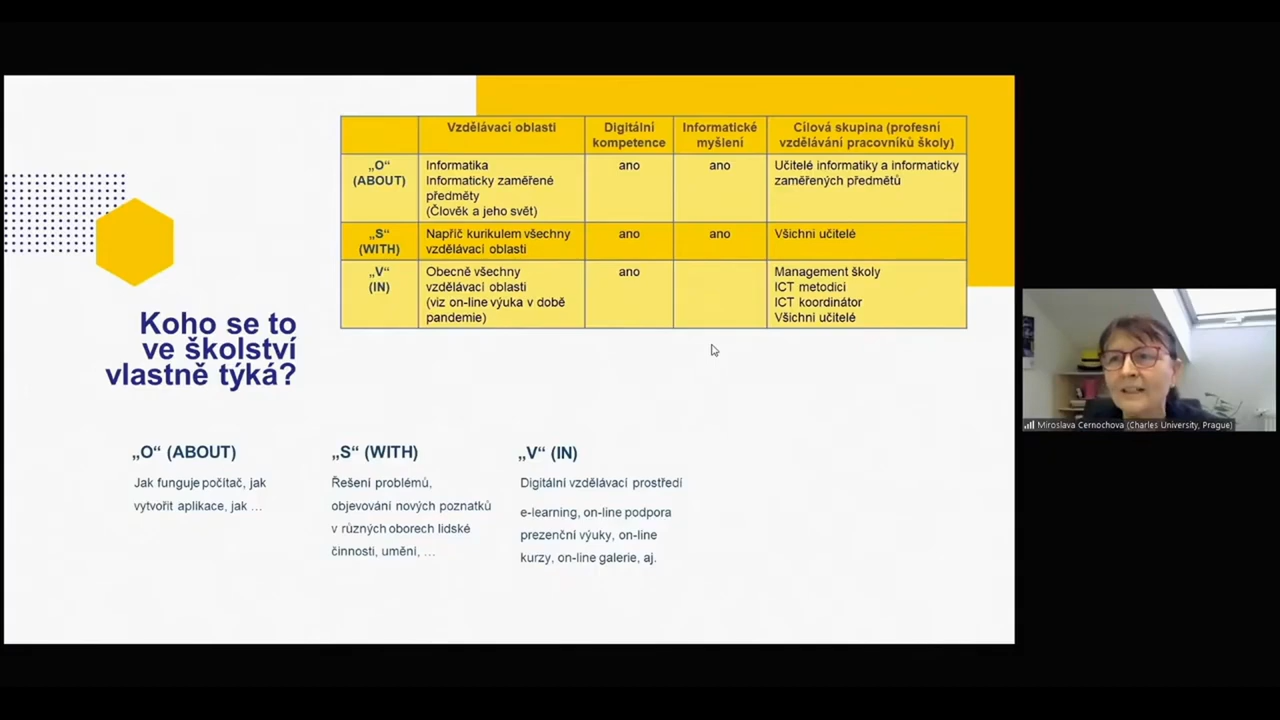 Koho se to
ve školství
vlastně týká?
Vzdělávací oblasti
Digitální
kompetence
Informatické
myšlení
Cílová skupina (profesní
vzdělávání pracovníků školy)
„O“
(ABOUT)
Informatika
Informaticky zaměřené
předměty
(Člověk a jeho svět)
ano
ano
Učitelé informatiky a informaticky
zaměřených předmětů
„S“
(WITH)
Napříč kurikulem všechny
vzdělávací oblasti
ano
ano
Všichni učitelé
„V“
(IN)
Obecně všechny
vzdělávací oblasti
(viz on-line výuka v době
pandemie)
ano
Management školy
ICT metodici
ICT koordinátor
Všichni učitelé
„O“ (ABOUT)
Jak funguje počítač, jak
vytvořit aplikace, jak …
„S“ (WITH)
Řešení problémů,
objevování nových poznatků
v různých oborech lidské
činnosti, umění, …
„V“ (IN)
Digitální vzdělávací prostředí
e-learning, on-line podpora
prezenční výuky, on-line
kurzy, on-line galerie, aj.
Miroslava Cernochova (Charles University, Prague)